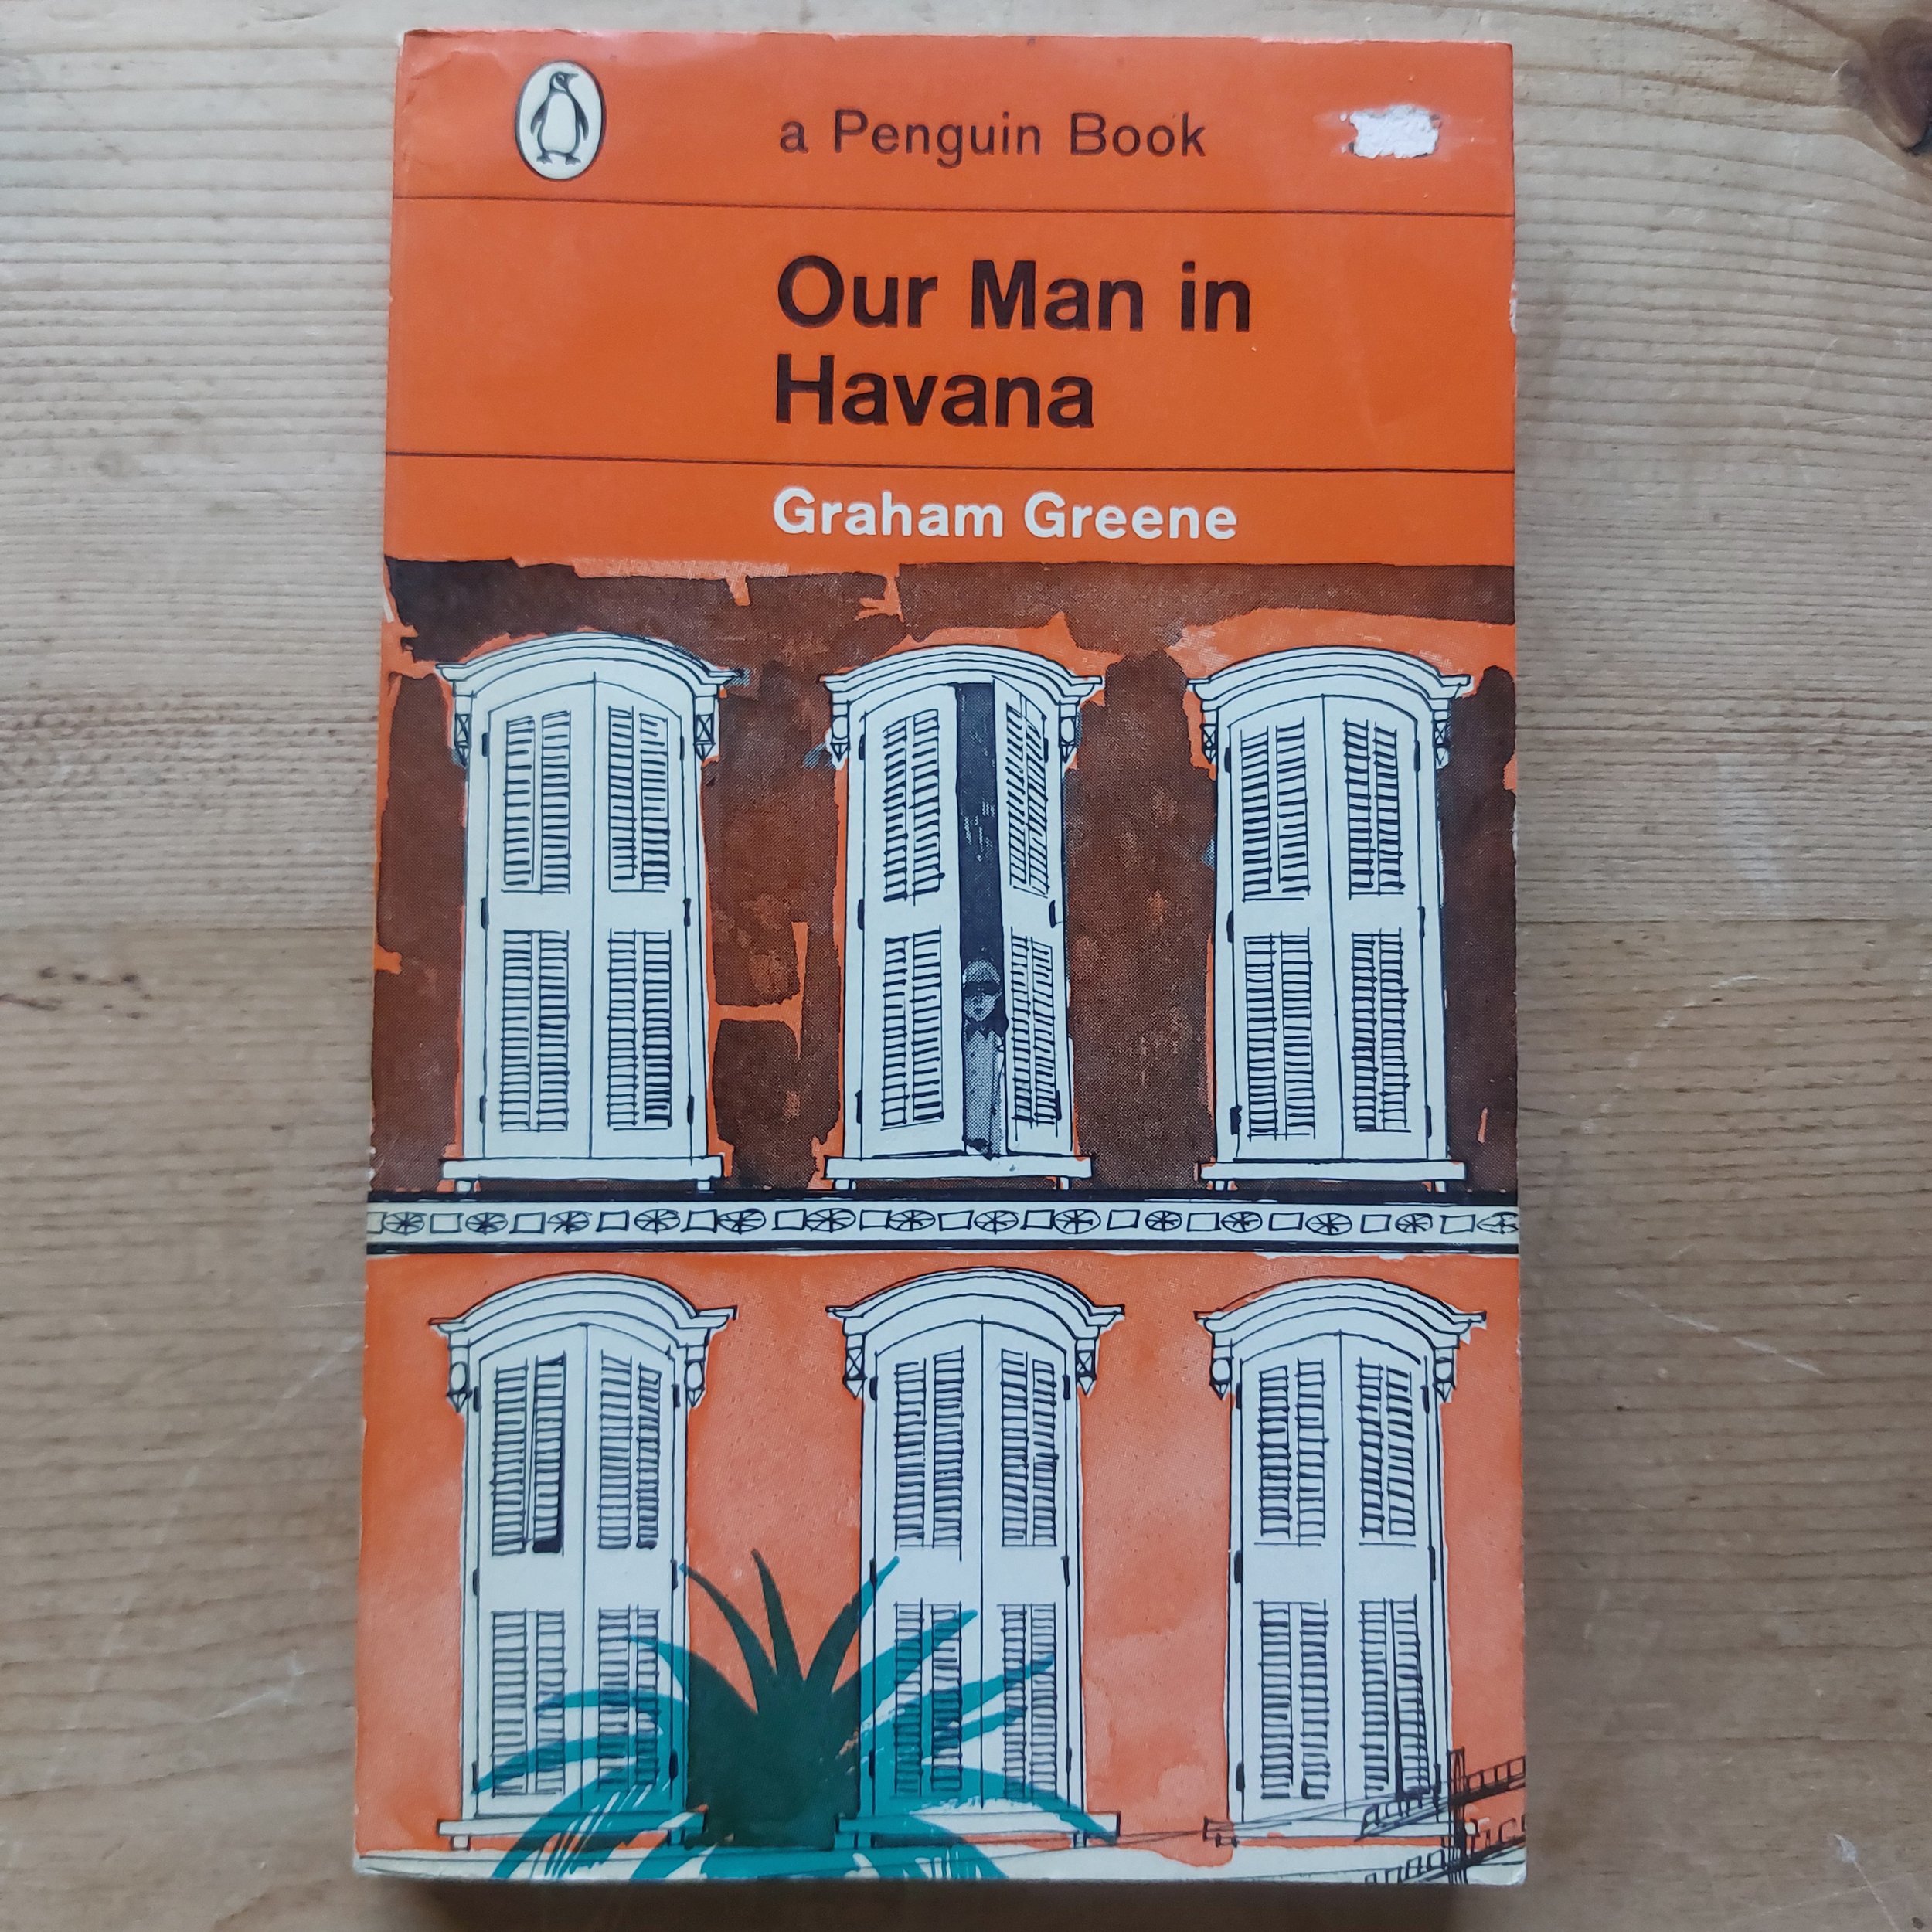 a Penguin Book
Our Man in
Havana
Graham Greene